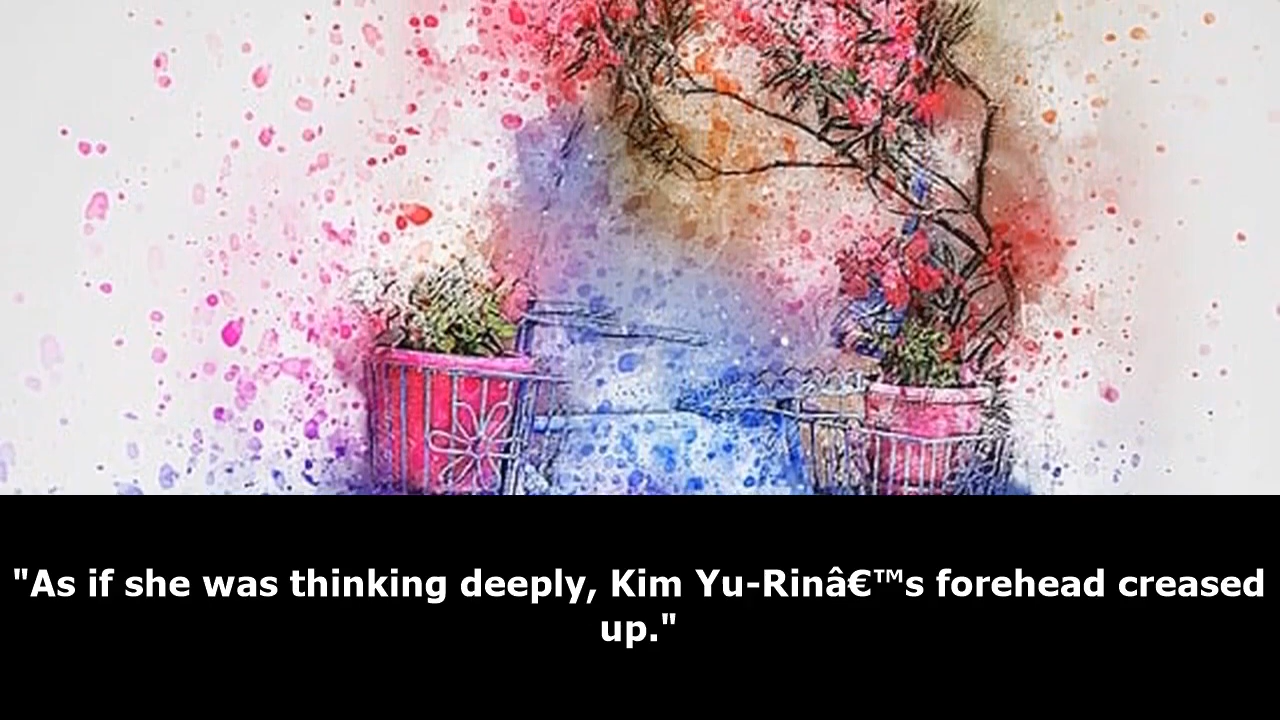 "As if she was thinking deeply, Kim Yu-Rinâ€™s forehead creased
up."